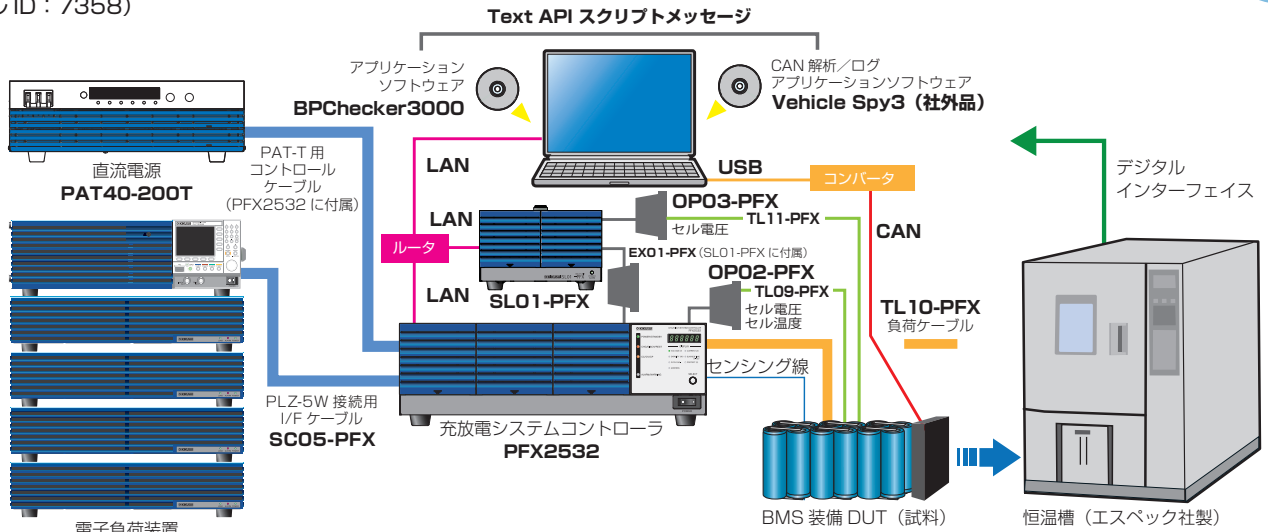 ID：7358）
Text API スクリプトメッセージ
アプリケーション
ソフトウェア
BPChecker3000
CAN 解析／ログ
アプリケーションソフトウェア
Vehicle Spy3（社外品）
直流電源
PAT40-200T
PAT-T 用
コントロール
ケーブル
（PFX2532 に付属）
LAN
USB
コンバータ
デジタル
インターフェイス
OP03-PFX
TL11-PFX
セル電圧
LAN
ルータ
CAN
EX01-PFX（SL01-PFX に付属）
SL01-PFX
OP02-PFX
TL09-PFX
セル電圧
セル温度
LAN
TL10-PFX
負荷ケーブル
センシング線
PLZ-5W 接続用
I/F ケーブル
SC05-PFX
充放電システムコントローラ
PFX2532
電子負荷装置
BMS 装備 DUT（試料）
恒温槽（エスペック社製）